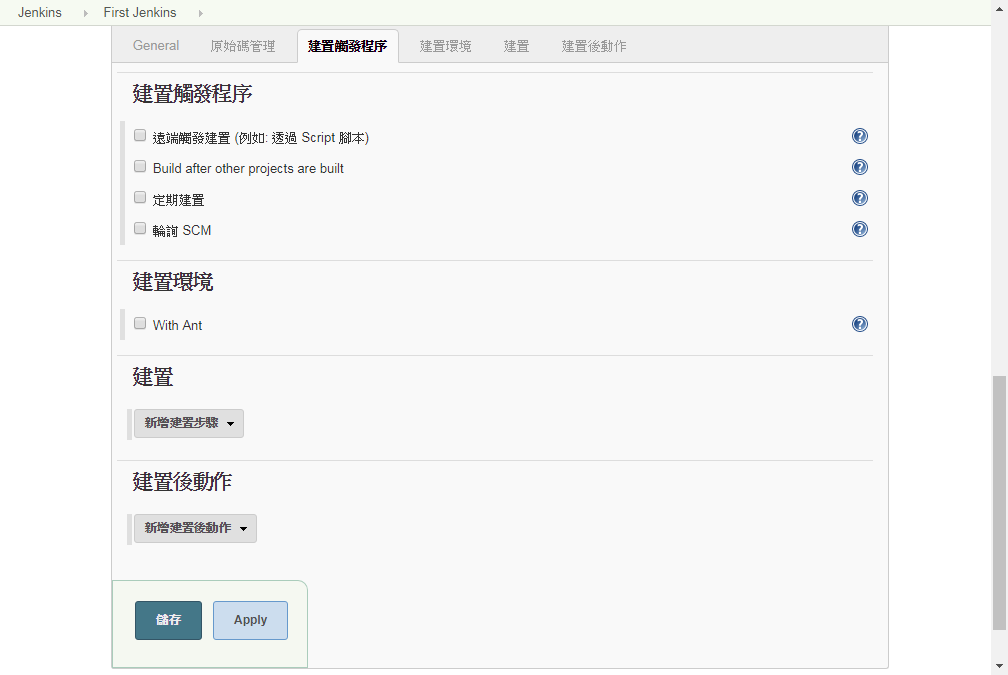 Jenkins First Jenkins
General 原始碼管理 建置觸發程序 建置環境 建置 建置後動作
建置觸發程序
遠端觸發建置 (例如: 透過 Script 腳本)
Build after other projects are built
定期建置
輪詢 SCM
建置環境
With Ant
建置
新增建置步驟
建置後動作
新增建置後動作
儲存 Apply